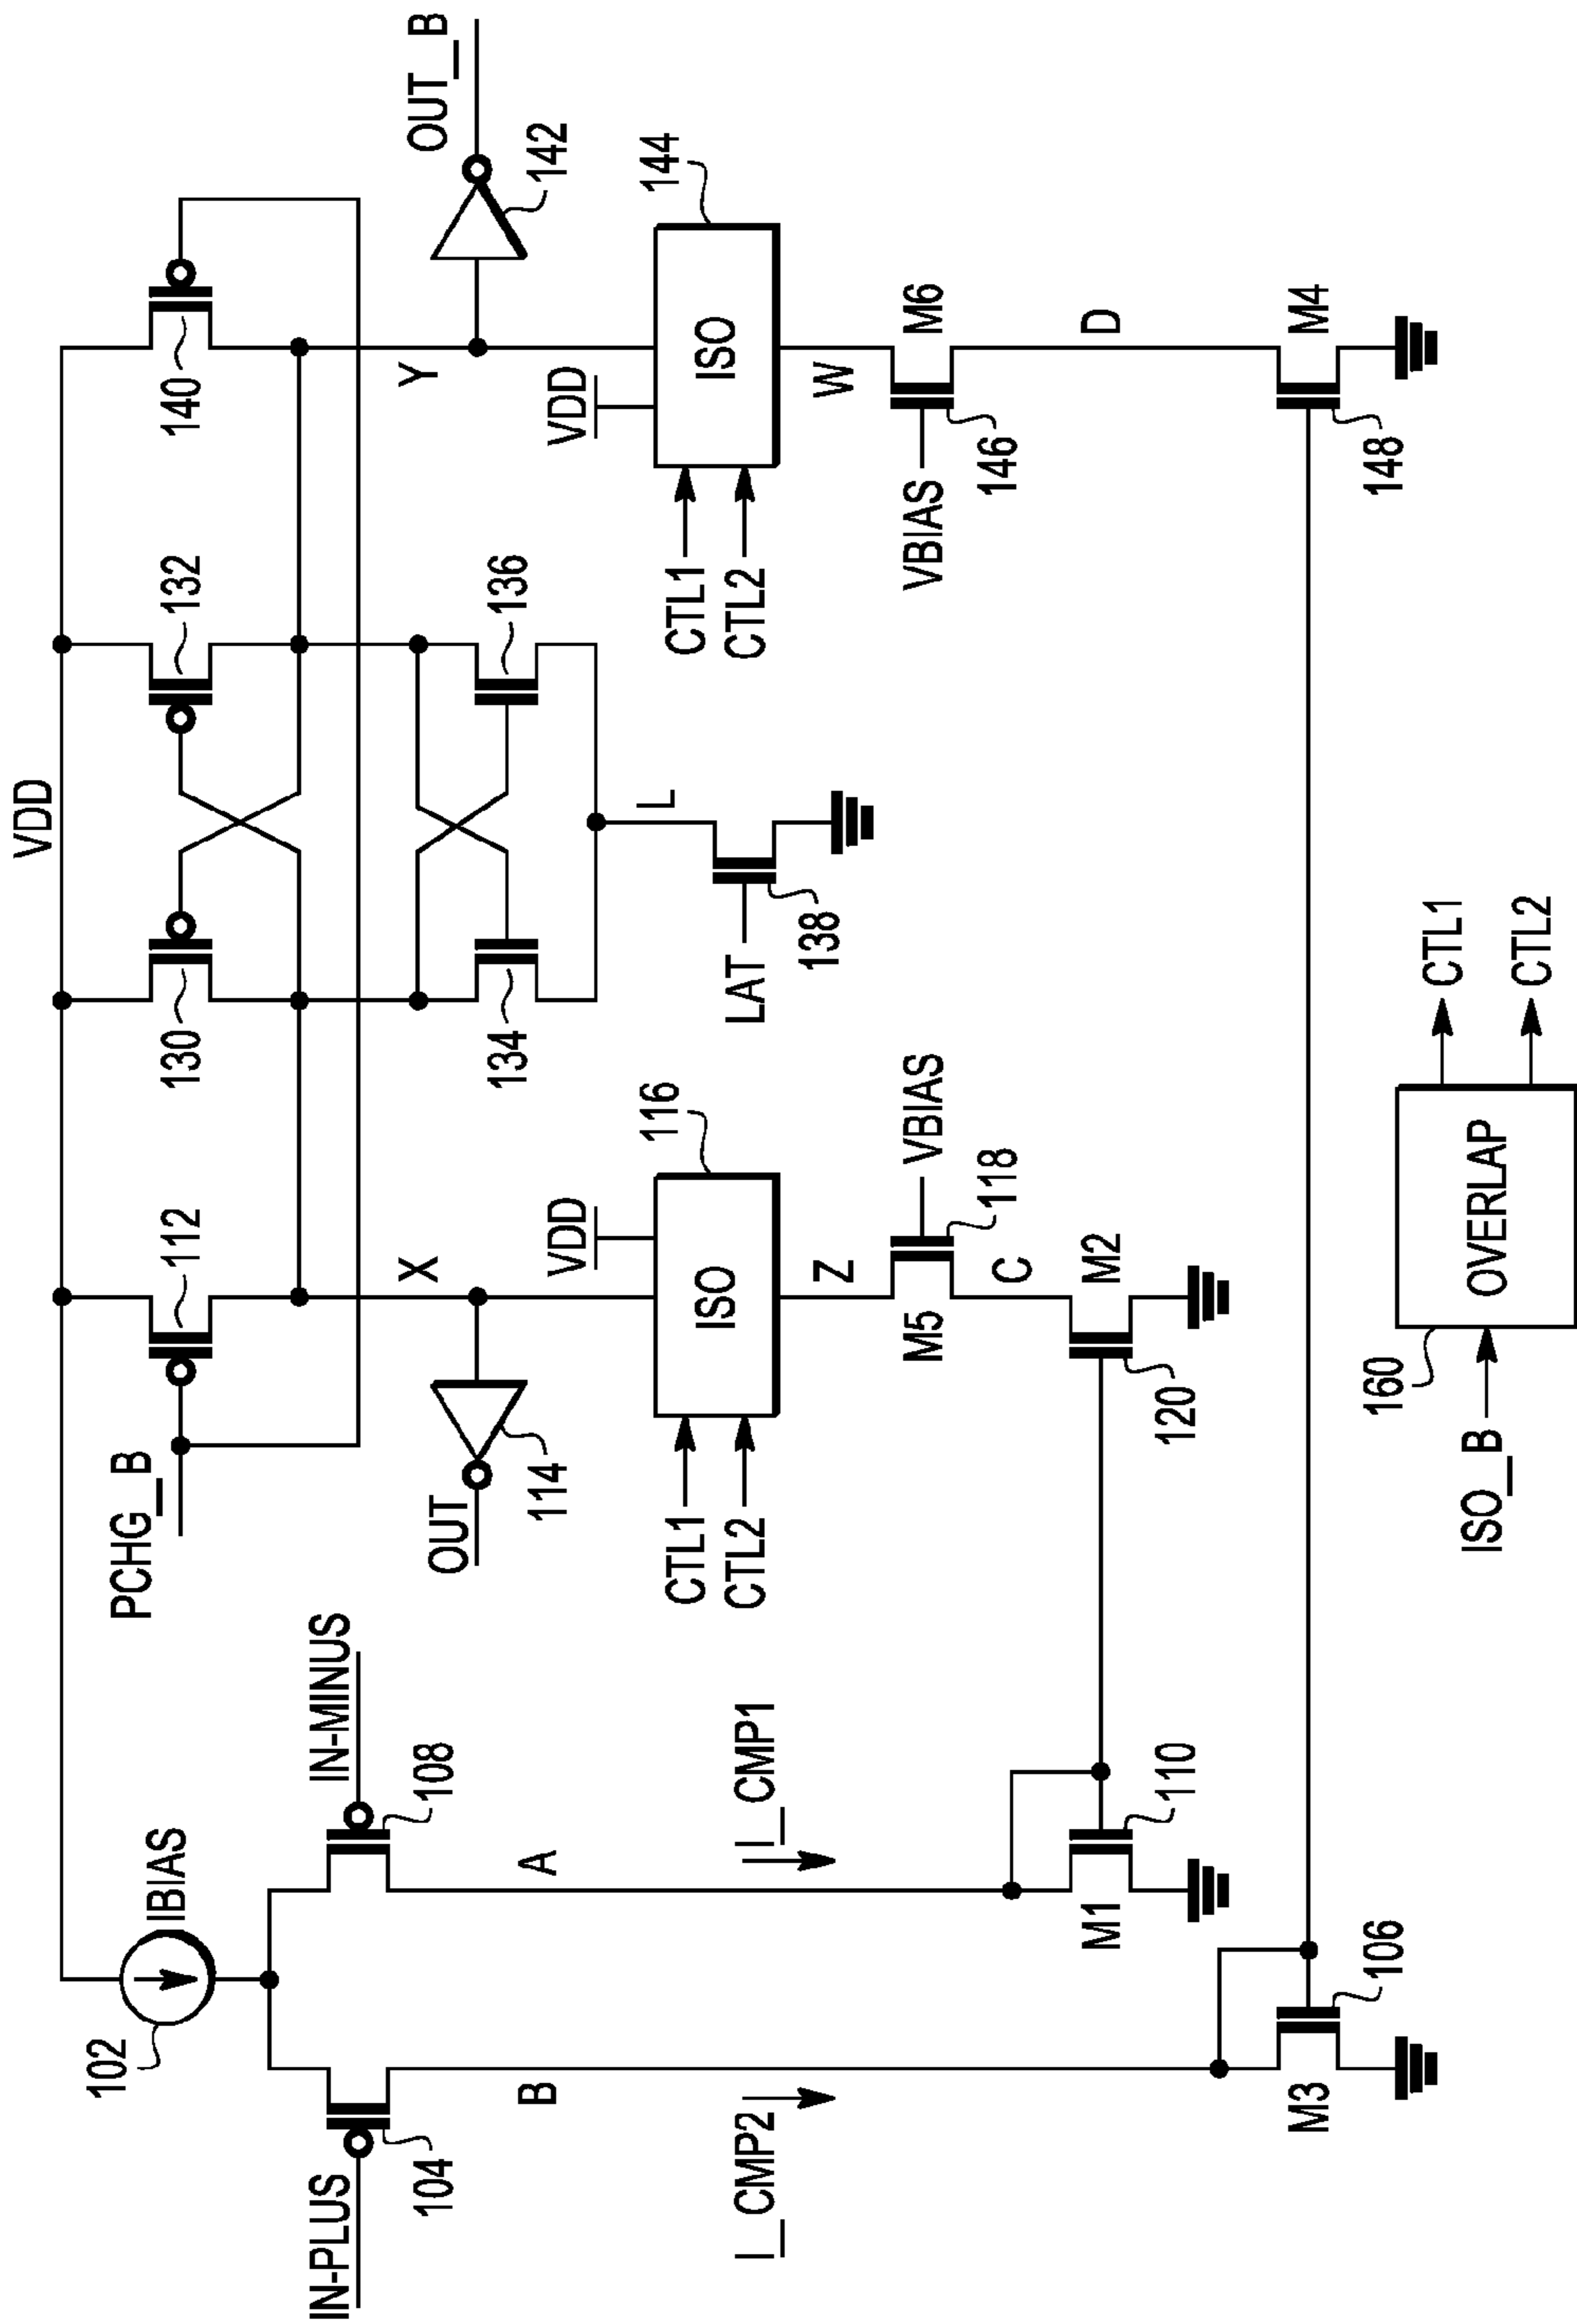 VDD
IBIAS
102
PCHG_B
112
130
132
140
IN-PLUS
104
IN-MINUS
108
X
Y
B
A
OUT
114
134
136
142
OUT_B
VDD
VDD
CTL1
CTL2
ISO
116
LAT
L
138
CTL1
CTL2
ISO
144
I_CMP2
I_CMP1
Z
W
M5
VBIAS
118
VBIAS
146
M6
C
D
M1
110
120
M2
M3
106
148
M4
ISO_B
160
OVERLAP
CTL1
CTL2